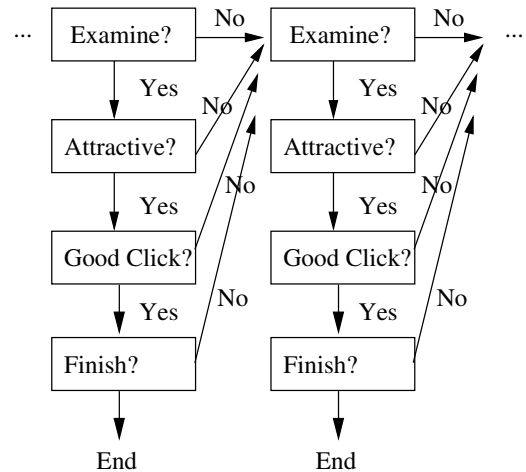 ... Examine? No Examine? No ...
Yes No Yes No
Attractive? Attractive?
Yes No Yes No
Good Click? Good Click?
Yes No Yes No
Finish? Finish?
End End